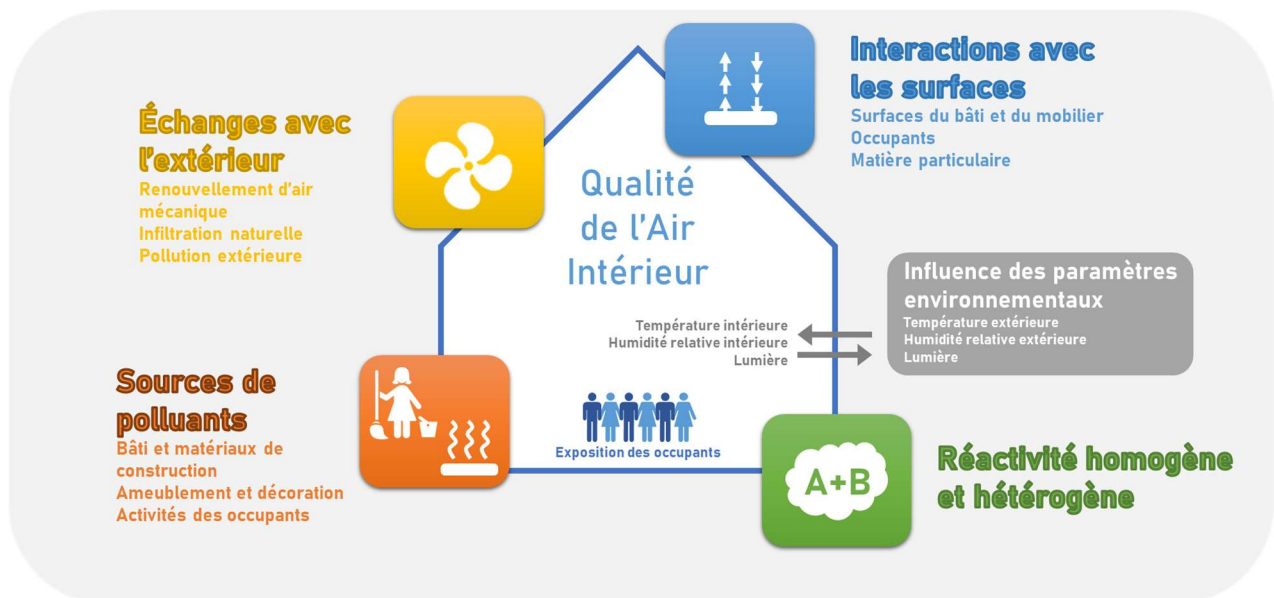 Échanges avec
l'extérieur
Renouvellement d'air
mécanique
Infiltration naturelle
Pollution extérieure
Interactions avec
les surfaces
Surfaces du bâti et du mobilier
Occupants
Matière particulaire
Qualité
de l'Air
Intérieur
Température intérieure
Humidité relative intérieure
Lumière
Influence des paramètres
environnementaux
Température extérieure
Humidité relative extérieure
Lumière
Sources de
polluants
Bâti et matériaux de
construction
Ameublement et décoration
Activités des occupants
Exposition des occupants
A+B
Réactivité homogène
et hétérogène